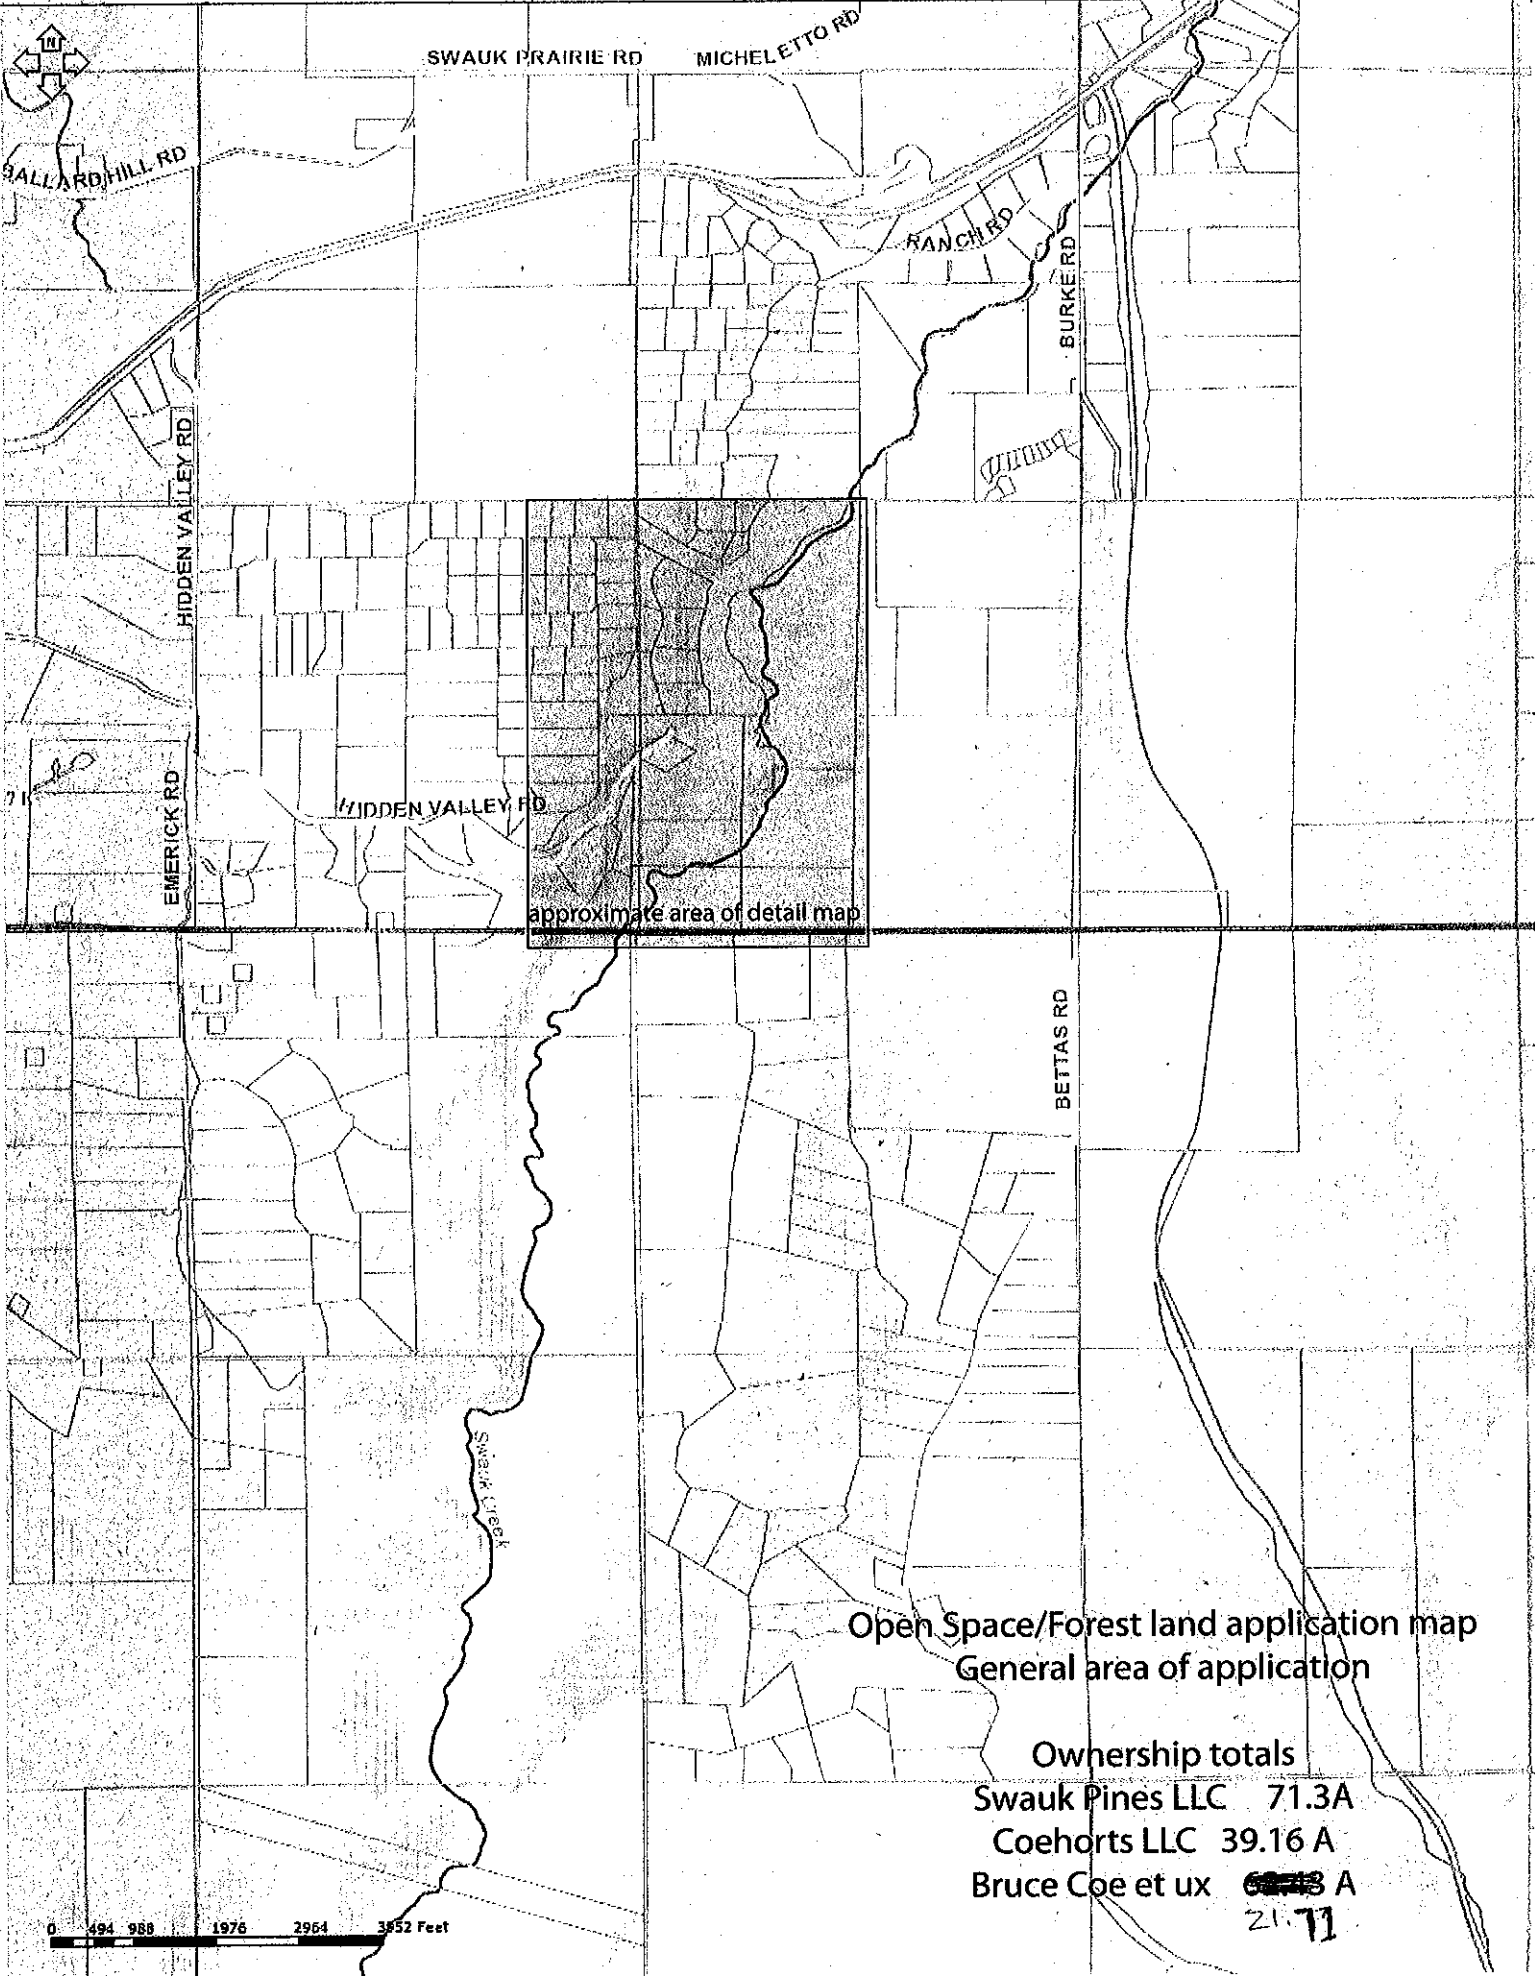 N
SWAUK PRAIRIE RD
MICHELETTO RD
BALLARD HILL RD
RANCH RD
BURKE RD
HIDDEN VALLEY RD
EMERICK RD
HIDDEN VALLEY RD
approximate area of detail map
BETTAS RD
Swauk Creek
Open Space/Forest land application map
General area of application
Ownership totals
Swauk Pines LLC 71.3A
Coehorts LLC 39.16 A
Bruce Coe et ux A
21.71
0 494 988 1976 2964 3952 Feet